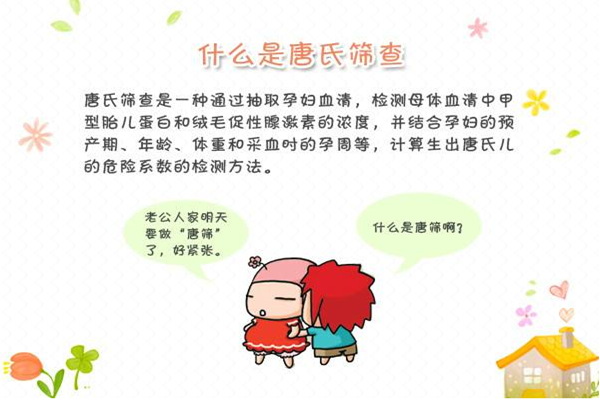 什么是唐氏筛查
唐氏筛查是一种通过抽取孕妇血清，检测母体血清中甲
型胎儿蛋白和绒毛促性腺激素的浓度，并结合孕妇的预
产期、年龄、体重和采血时的孕周等，计算生出唐氏儿
的危险系数的检测方法。
老公人家明天
要做“唐筛”
了，好紧张。
什么是唐筛啊？